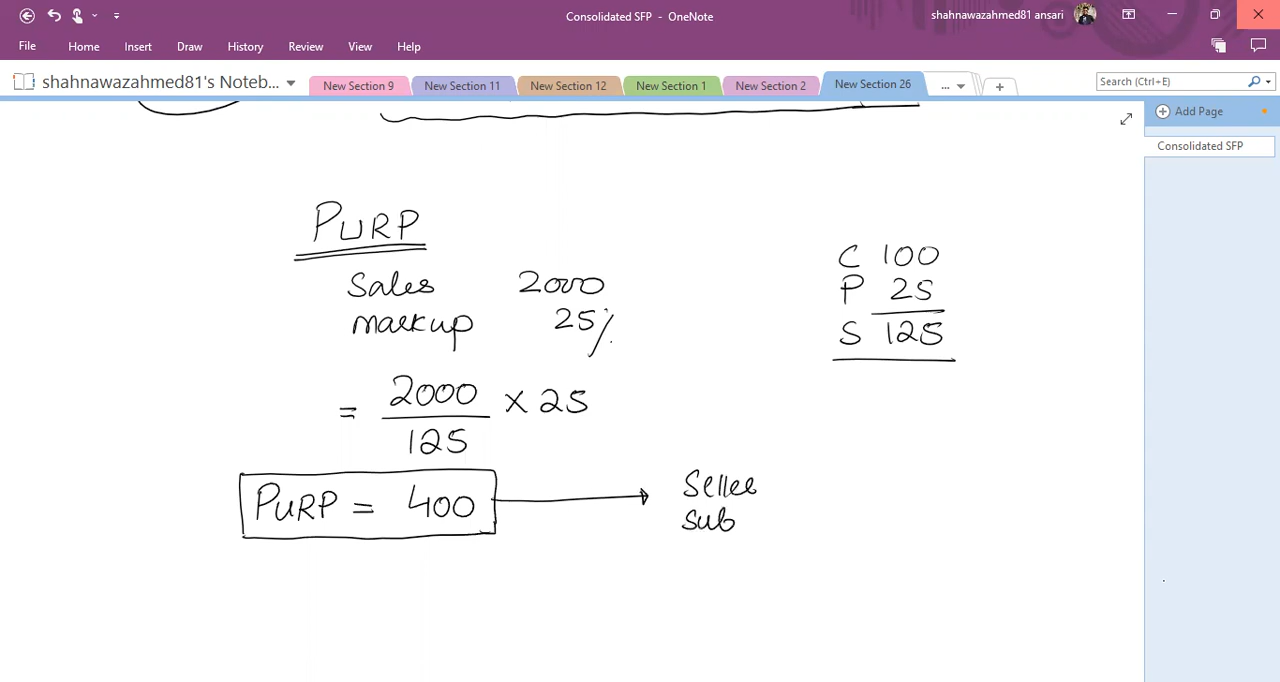 Consolidated SFP - OneNote
shahnawazahmed81 ansari
File Home Insert Draw History Review View Help
shahnawazahmed81's Noteb...
New Section 9
New Section 11
New Section 12
New Section 1
New Section 2
New Section 26
...
Search (Ctrl+E)
Add Page
Consolidated SFP
PURP
Sales 2000
markup 25%
= 2000/125 × 25
PURP = 400
Seller
Sub
C 100
P 25
S 125